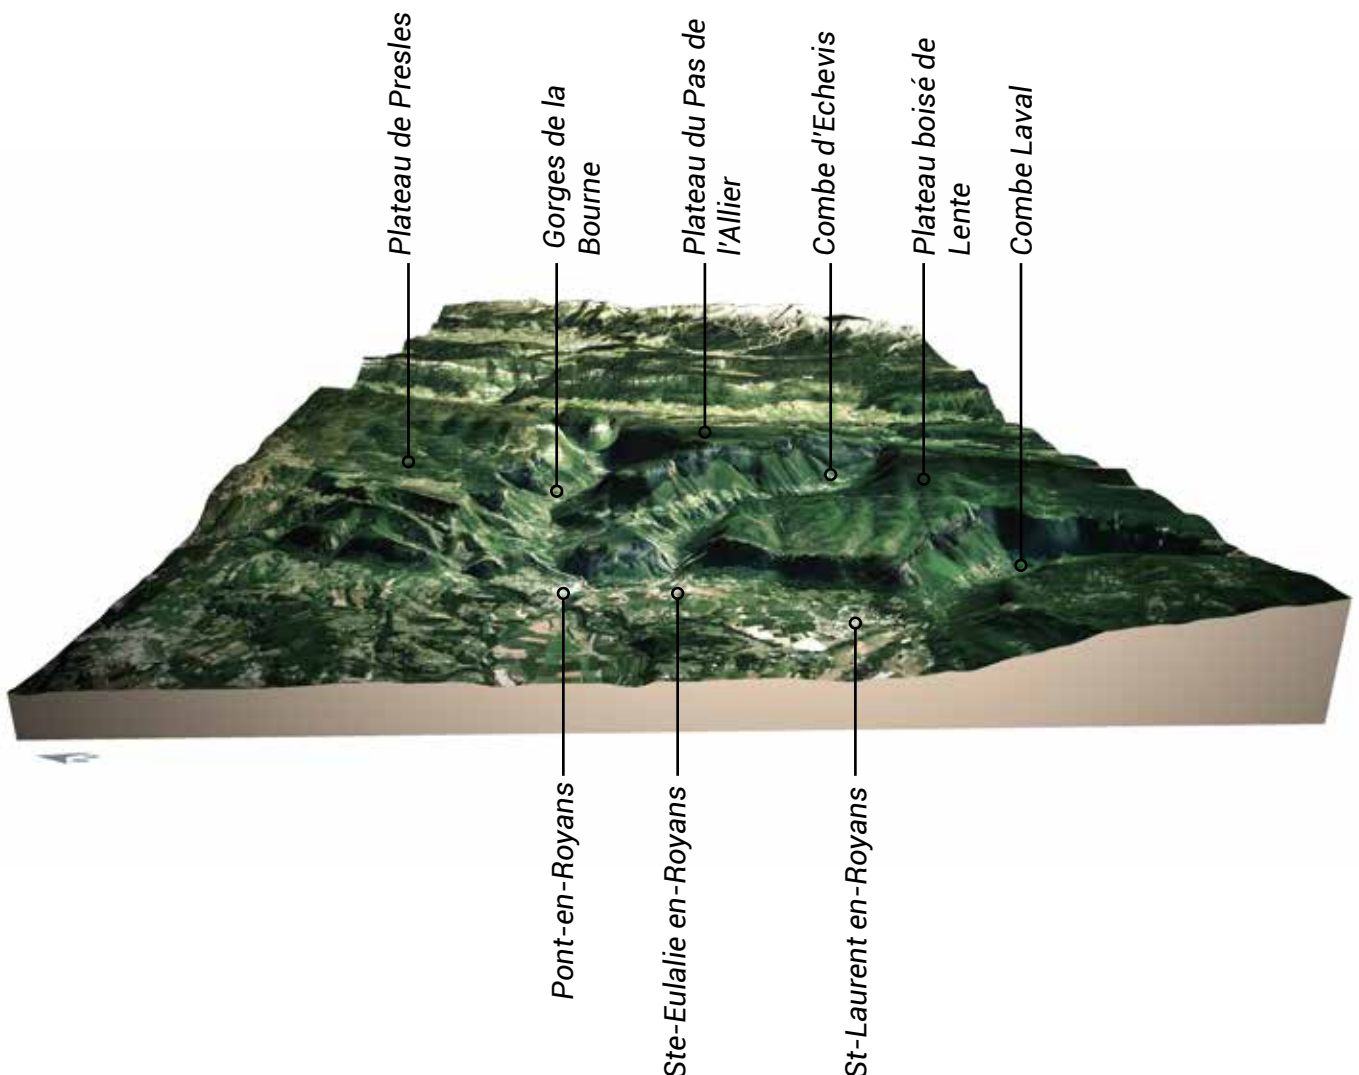 Plateau de Presles
Gorges de la
Bourne
Plateau du Pas de
l'Allier
Combe d'Echevis
Plateau boisé de
Lente
Combe Laval
Pont-en-Royans
Ste-Eulalie en-Royans
St-Laurent en-Royans